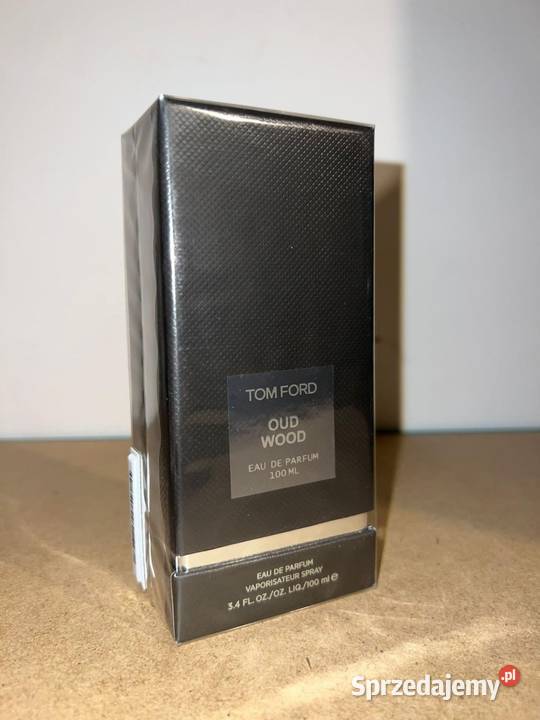 TOM FORD
OUD
WOOD
EAU DE PARFUM
100 ML
EAU DE PARFUM
VAPORISATEUR SPRAY
3.4 FL. OZ./OZ. LIQ./100 ml ℮
Sprzedajemy.pl